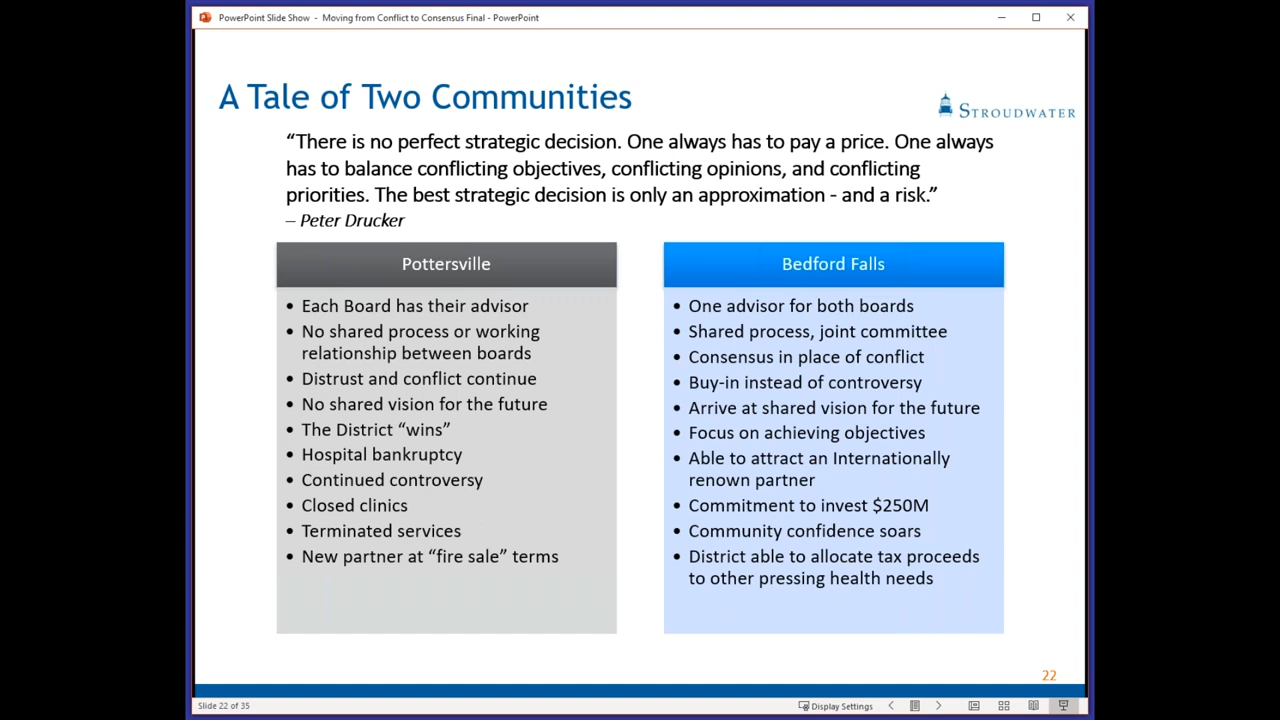 PowerPoint Slide Show - Moving from Conflict to Consensus Final - PowerPoint
A Tale of Two Communities
STROUDWATER
“There is no perfect strategic decision. One always has to pay a price. One always
has to balance conflicting objectives, conflicting opinions, and conflicting
priorities. The best strategic decision is only an approximation - and a risk.”
– Peter Drucker
Pottersville
• Each Board has their advisor
• No shared process or working
relationship between boards
• Distrust and conflict continue
• No shared vision for the future
• The District “wins”
• Hospital bankruptcy
• Continued controversy
• Closed clinics
• Terminated services
• New partner at “fire sale” terms
Bedford Falls
• One advisor for both boards
• Shared process, joint committee
• Consensus in place of conflict
• Buy-in instead of controversy
• Arrive at shared vision for the future
• Focus on achieving objectives
• Able to attract an Internationally
renown partner
• Commitment to invest $250M
• Community confidence soars
• District able to allocate tax proceeds
to other pressing health needs
22
Slide 22 of 35
Display Settings